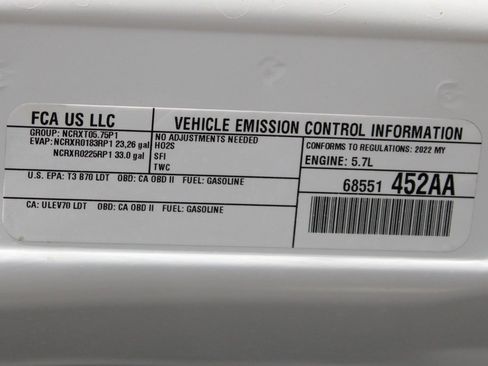 FCA US LLC
VEHICLE EMISSION CONTROL INFORMATION
GROUP: NCRXT05.75P1
EVAP: NCRXR0183RP1 23,26 gal
NCRXR0225RP1 33.0 gal
NO ADJUSTMENTS NEEDED
HO2S
SFI
TWC
CONFORMS TO REGULATIONS: 2022 MY
ENGINE: 5.7L
U.S. EPA: T3 B70 LDT OBD: CA OBD II FUEL: GASOLINE
CA: ULEV70 LDT OBD: CA OBD II FUEL: GASOLINE
68551 452AA